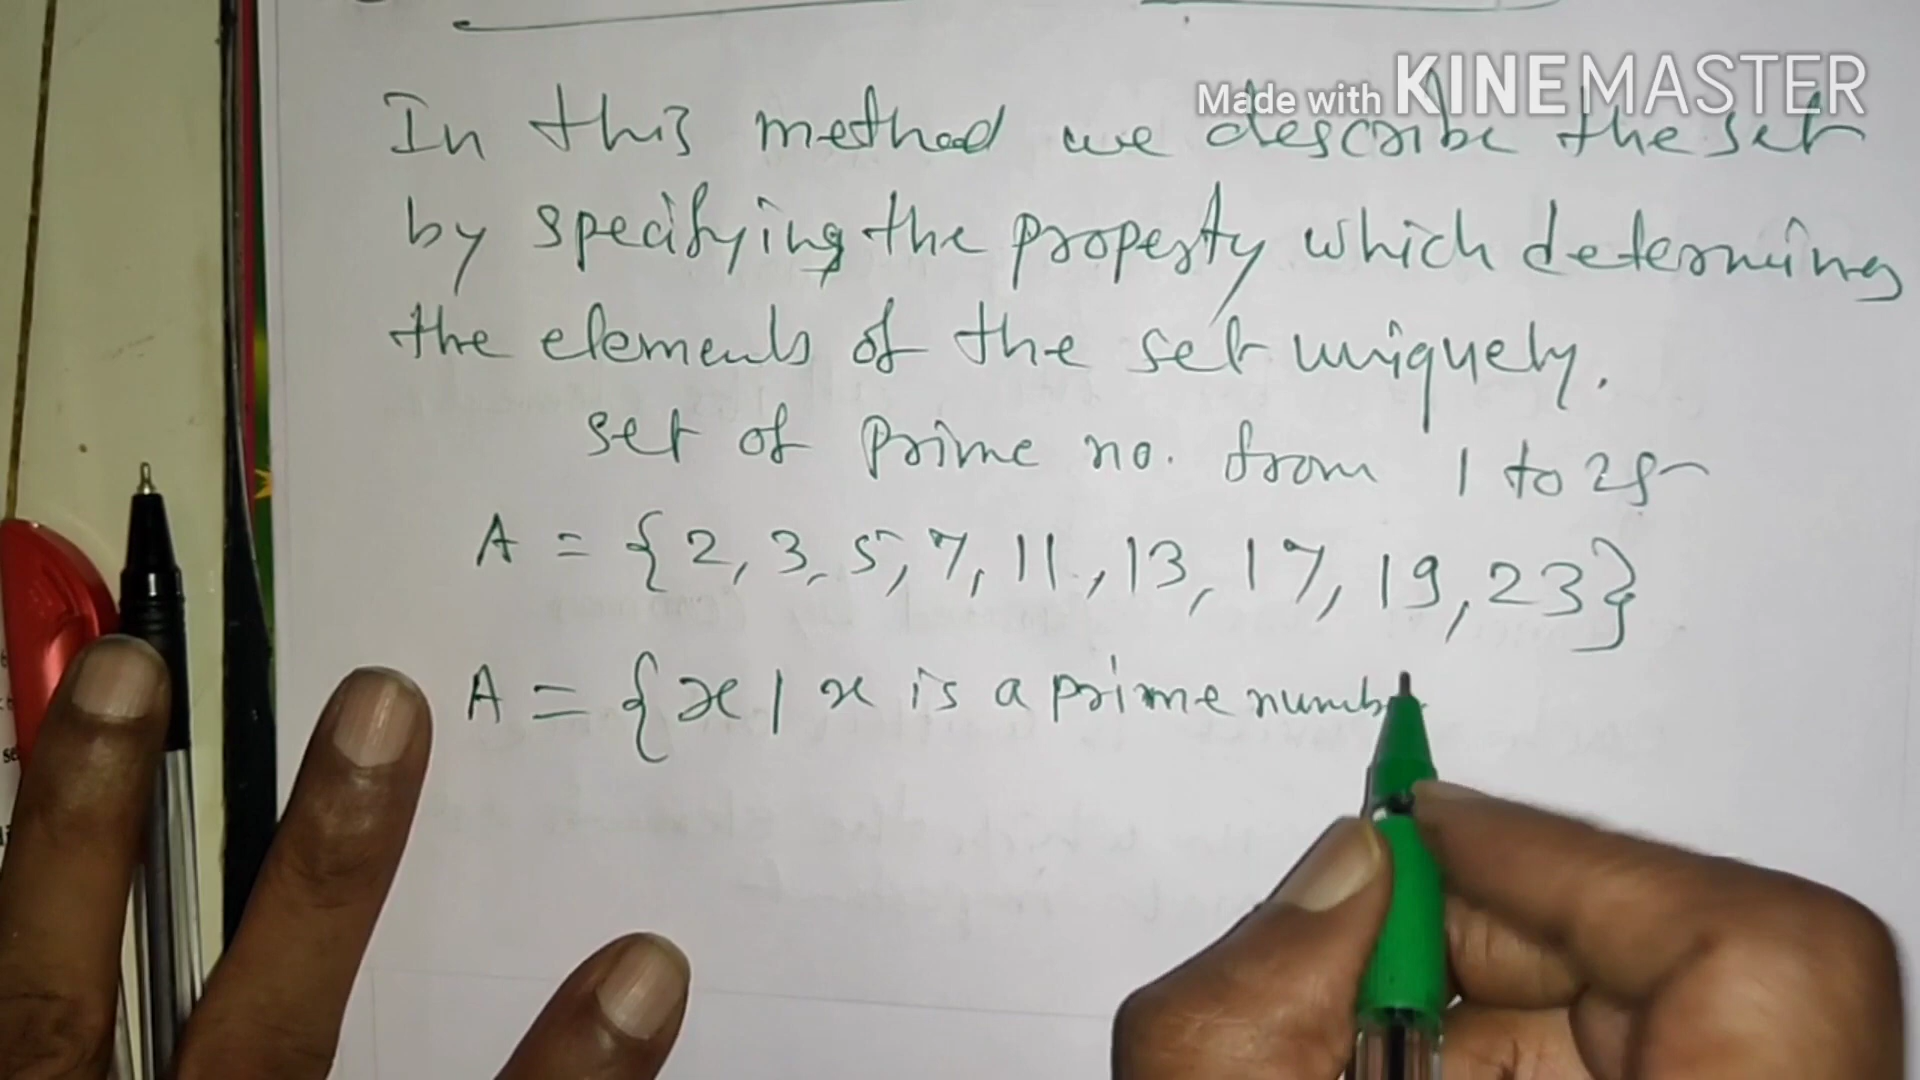 Made with KINEMASTER
In this method we describe the set
by specifying the property which determining
the elements of the set uniquely.
set of prime no. from 1 to 25
A = {2, 3, 5, 7, 11, 13, 17, 19, 23}
A = {x | x is a prime numbe